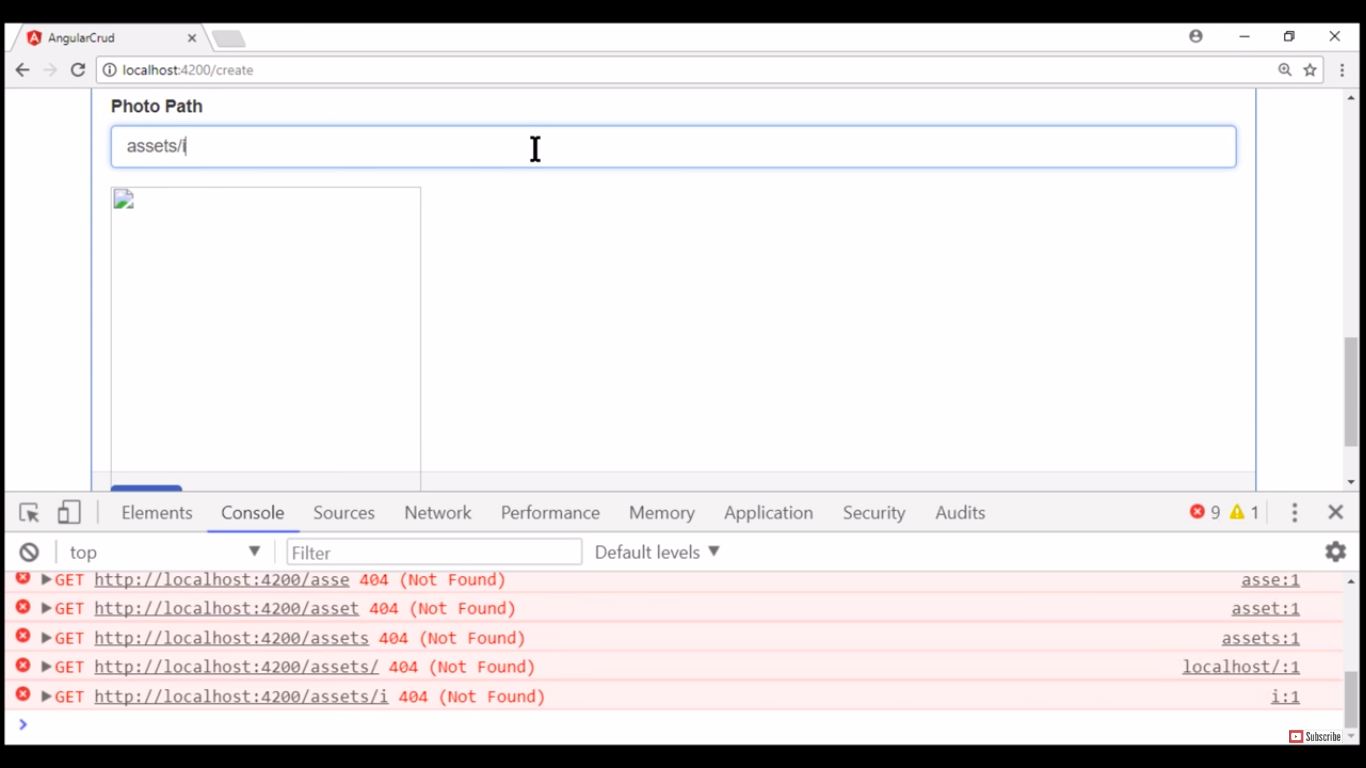 AngularCrud
localhost:4200/create
Photo Path
assets/i
Elements Console Sources Network Performance Memory Application Security Audits 9 1
top Filter Default levels
GET http://localhost:4200/asse 404 (Not Found) asse:1
GET http://localhost:4200/asset 404 (Not Found) asset:1
GET http://localhost:4200/assets 404 (Not Found) assets:1
GET http://localhost:4200/assets/ 404 (Not Found) localhost/:1
GET http://localhost:4200/assets/i 404 (Not Found) i:1
Subscribe